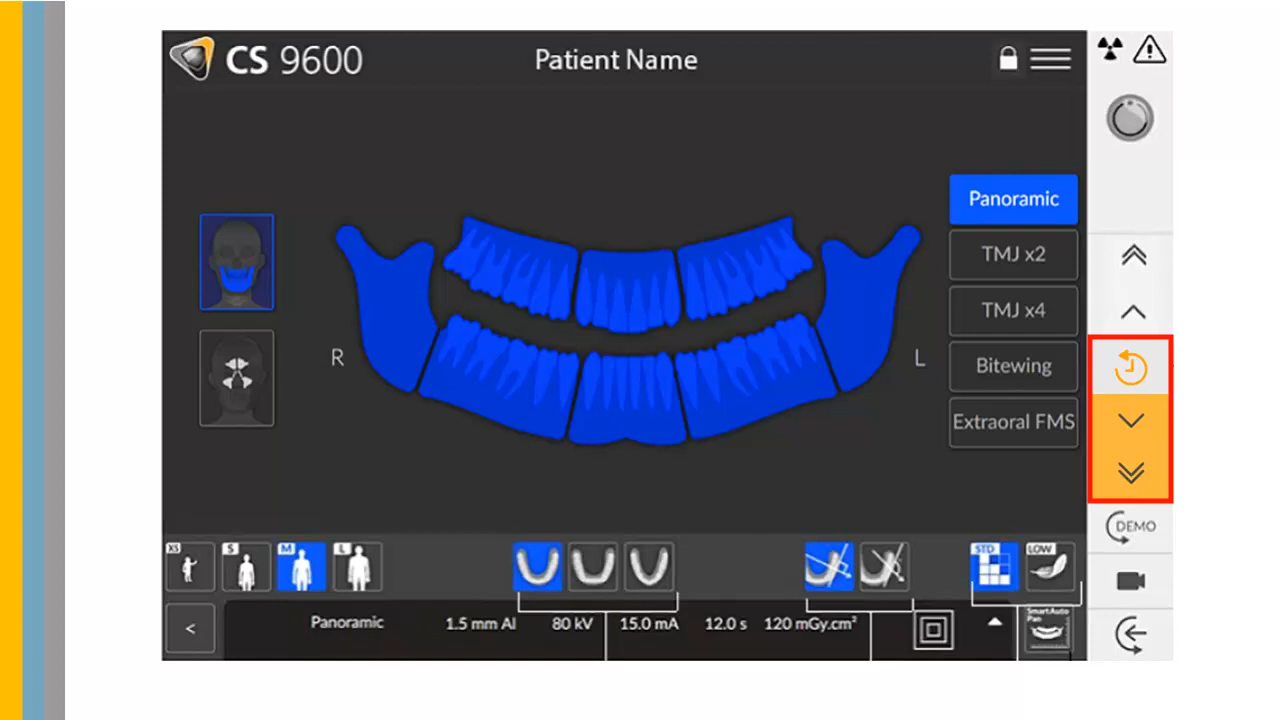 CS 9600
Patient Name
Panoramic
TMJ x2
TMJ x4
R
L
Bitewing
Extraoral FMS
DEMO
XS
S
M
L
STD
LOW
<
Panoramic
1.5 mm Al
80 kV
15.0 mA
12.0 s
120 mGy.cm²
SmartAuto
Pan